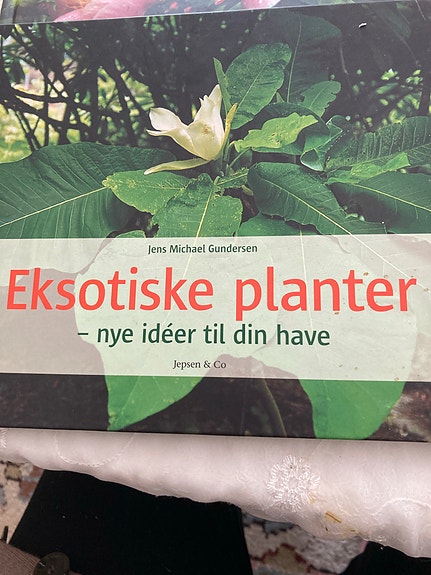 Jens Michael Gundersen
Eksotiske planter
– nye idéer til din have
Jepsen & Co